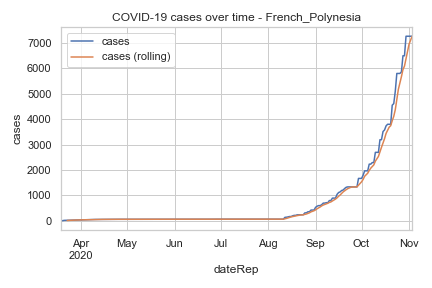 COVID-19 cases over time - French_Polynesia
cases
cases (rolling)
7000
6000
5000
4000
3000
2000
1000
0
cases
Apr May Jun Jul Aug Sep Oct Nov
2020
dateRep